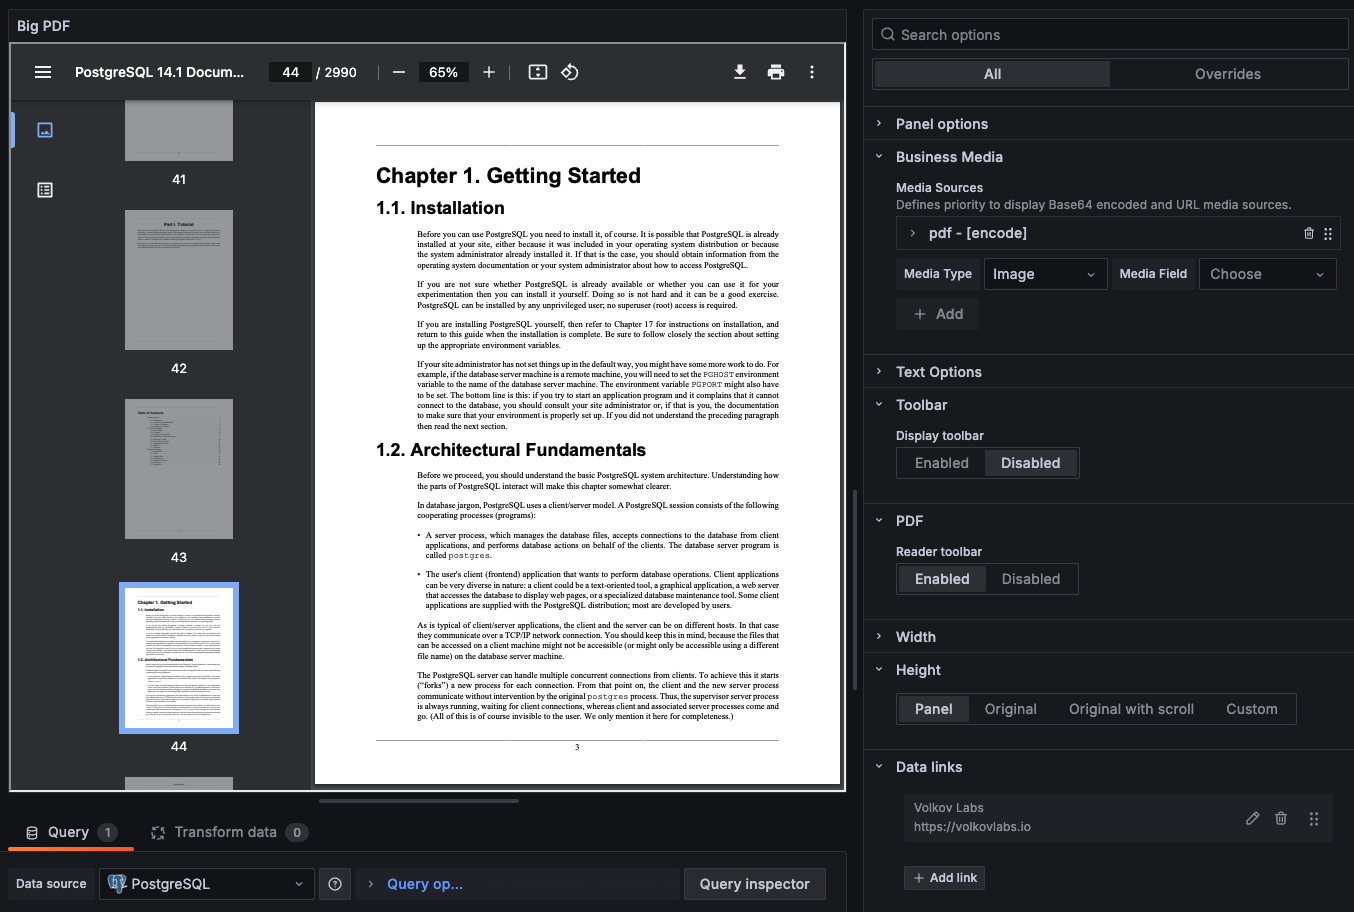 Big PDF
PostgreSQL 14.1 Docum...
44 / 2990
65%
41
Part I. Tutorial
42
43
Chapter 1. Getting Started
1.1. Installation
1.2. Architectural Fundamentals
44
Chapter 1. Getting Started
1.1. Installation
Before you can use PostgreSQL you need to install it, of course. It is possible that PostgreSQL is already
installed at your site, either because it was included in your operating system distribution or because
the system administrator already installed it. If that is the case, you should obtain information from the
operating system documentation or your system administrator about how to access PostgreSQL.
If you are not sure whether PostgreSQL is already available or whether you can use it for your
experimentation then you can install it yourself. Doing so is not hard and it can be a good exercise.
PostgreSQL can be installed by any unprivileged user; no superuser (root) access is required.
If you are installing PostgreSQL yourself, then refer to Chapter 17 for instructions on installation, and
return to this guide when the installation is complete. Be sure to follow closely the section about setting
up the appropriate environment variables.
If your site administrator has not set things up in the default way, you might have some more work to do. For
example, if the database server machine is a remote machine, you will need to set the PGHOST environment
variable to the name of the database server machine. The environment variable PGPORT might also have
to be set. The bottom line is this: if you try to start an application program and it complains that it cannot
connect to the database, you should consult your site administrator or, if that is you, the documentation
to make sure that your environment is properly set up. If you did not understand the preceding paragraph
then read the next section.
1.2. Architectural Fundamentals
Before we proceed, you should understand the basic PostgreSQL system architecture. Understanding how
the parts of PostgreSQL interact will make this chapter somewhat clearer.
In database jargon, PostgreSQL uses a client/server model. A PostgreSQL session consists of the following
cooperating processes (programs):
• A server process, which manages the database files, accepts connections to the database from client
applications, and performs database actions on behalf of the clients. The database server program is
called postgres.
• The user's client (frontend) application that wants to perform database operations. Client applications
can be very diverse in nature: a client could be a text-oriented tool, a graphical application, a web server
that accesses the database to display web pages, or a specialized database maintenance tool. Some client
applications are supplied with the PostgreSQL distribution; most are developed by users.
As is typical of client/server applications, the client and the server can be on different hosts. In that case
they communicate over a TCP/IP network connection. You should keep this in mind, because the files that
can be accessed on a client machine might not be accessible (or might only be accessible using a different
file name) on the database server machine.
The PostgreSQL server can handle multiple concurrent connections from clients. To achieve this it starts
(“forks”) a new process for each connection. From that point on, the client and the new server process
communicate without intervention by the original postgres process. Thus, the supervisor server process
is always running, waiting for client connections, whereas client and associated server processes come and
go. (All of this is of course invisible to the user. We only mention it here for completeness.)
3
Query 1
Transform data 0
Data source
PostgreSQL
Query op...
Query inspector
Search options
All
Overrides
Panel options
Business Media
Media Sources
Defines priority to display Base64 encoded and URL media sources.
pdf - [encode]
Media Type
Image
Media Field
Choose
+ Add
Text Options
Toolbar
Display toolbar
Enabled
Disabled
PDF
Reader toolbar
Enabled
Disabled
Width
Height
Panel
Original
Original with scroll
Custom
Data links
Volkov Labs
https://volkovlabs.io
+ Add link